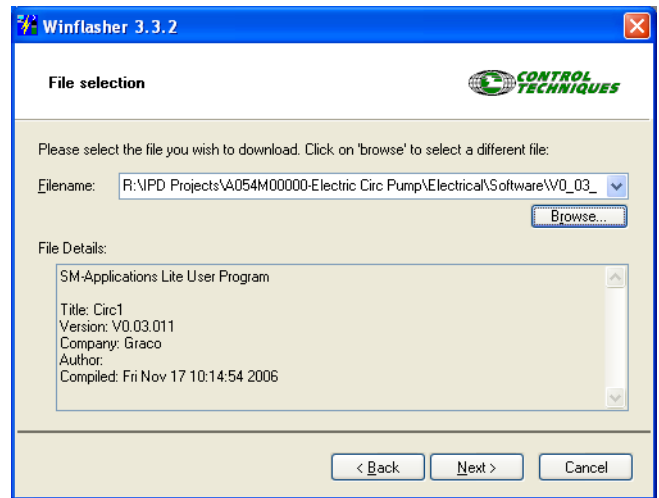 Winflasher 3.3.2
File selection
CONTROL
TECHNIQUES
Please select the file you wish to download. Click on 'browse' to select a different file:
Filename: R:\IPD Projects\A054M00000-Electric Circ Pump\Electrical\Software\V0_03_
Browse...
File Details:
SM-Applications Lite User Program
Title: Circ1
Version: V0.03.011
Company: Graco
Author:
Compiled: Fri Nov 17 10:14:54 2006
< Back Next > Cancel